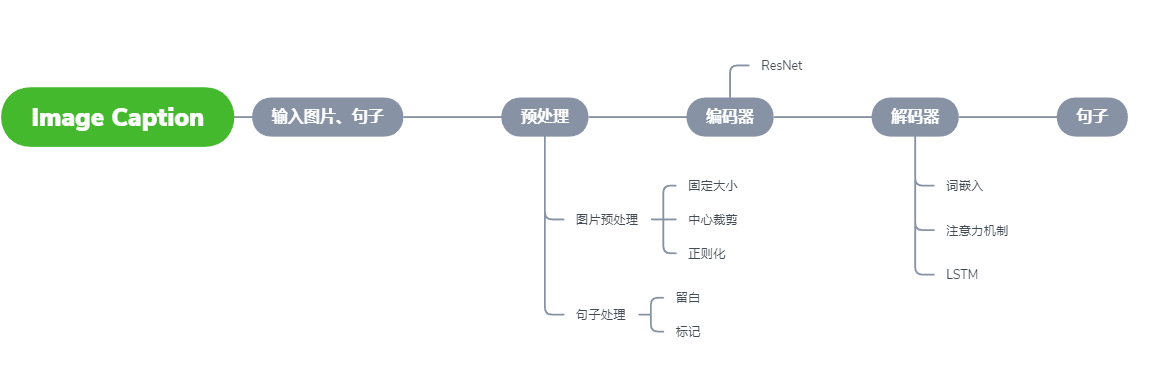 Image Caption
输入图片、句子
预处理
图片预处理
固定大小
中心裁剪
正则化
句子处理
留白
标记
编码器
ResNet
解码器
词嵌入
注意力机制
LSTM
句子